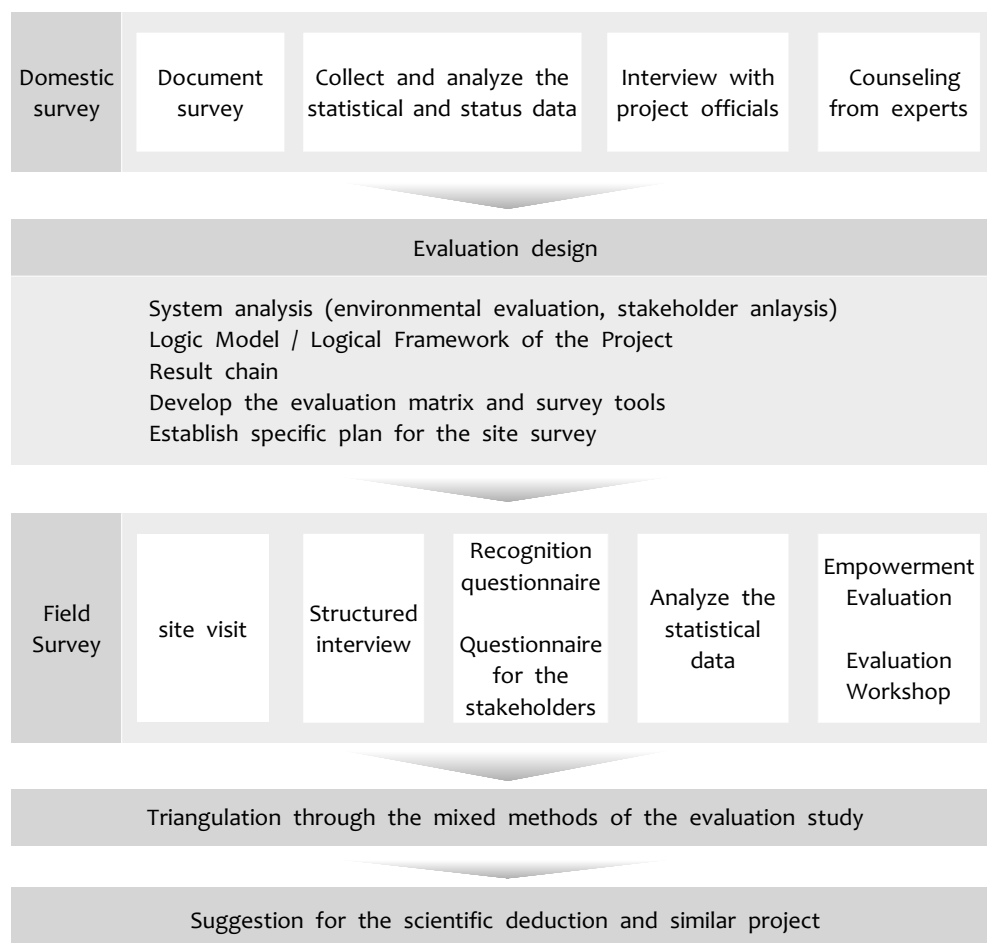 Domestic
survey
Document
survey
Collect and analyze the
statistical and status data
Interview with
project officials
Counseling
from experts
Evaluation design
System analysis (environmental evaluation, stakeholder anlaysis)
Logic Model / Logical Framework of the Project
Result chain
Develop the evaluation matrix and survey tools
Establish specific plan for the site survey
Field
Survey
site visit
Structured
interview
Recognition
questionnaire
Questionnaire
for the
stakeholders
Analyze the
statistical
data
Empowerment
Evaluation
Evaluation
Workshop
Triangulation through the mixed methods of the evaluation study
Suggestion for the scientific deduction and similar project